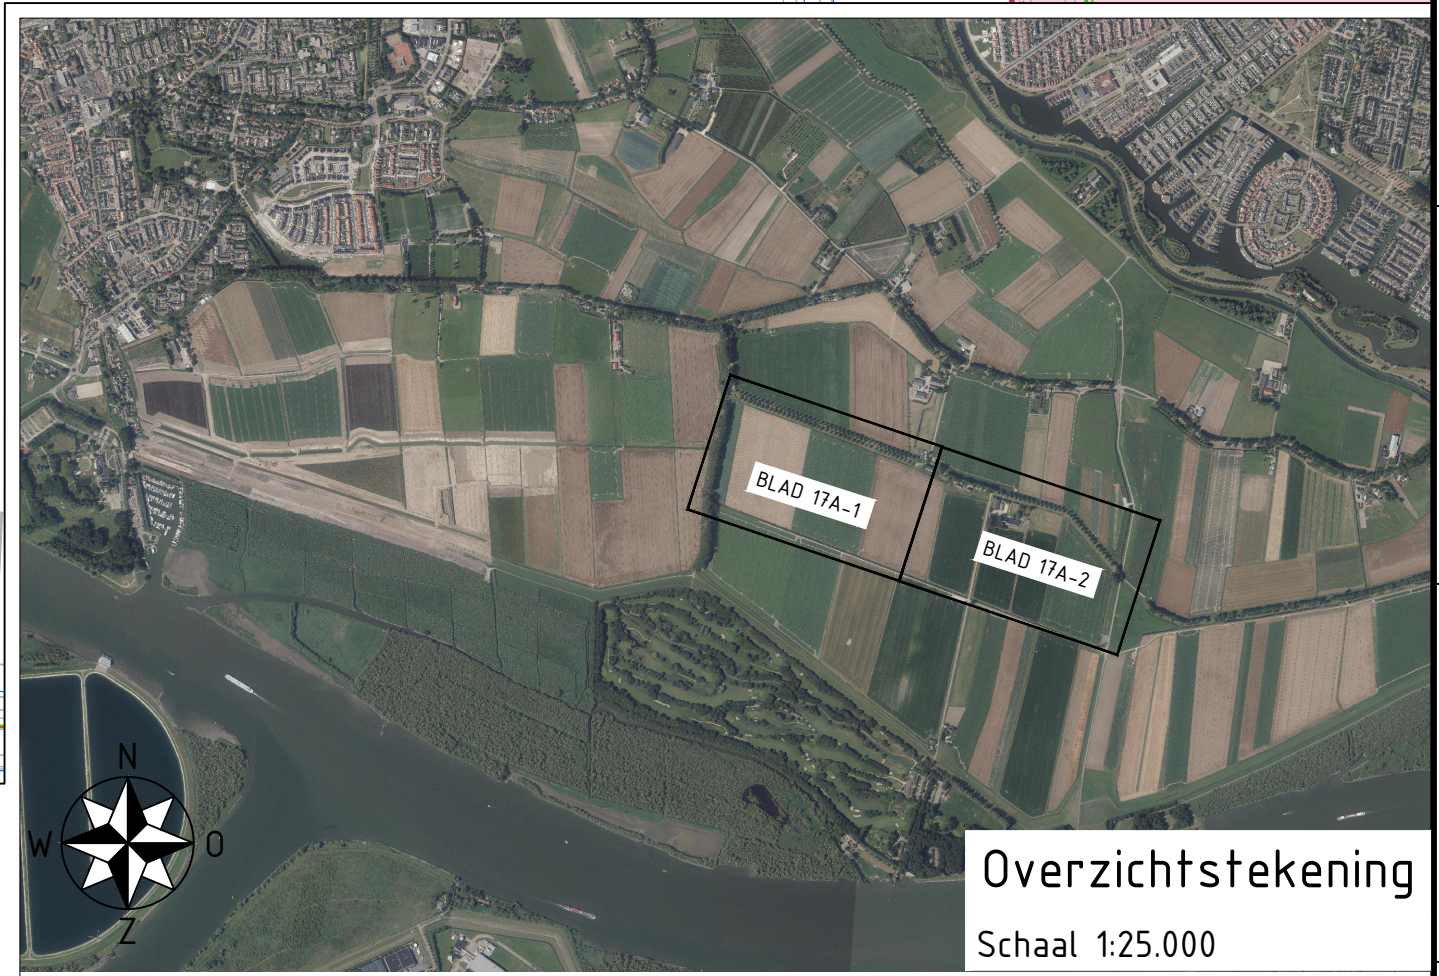 BLAD 17A-1
BLAD 17A-2
N
W
O
Z
Overzichtstekening
Schaal 1:25.000